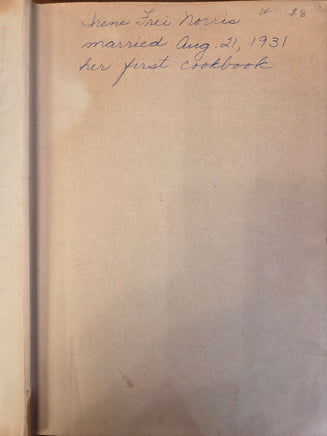 Irene Frei Norris
$8
married Aug. 21, 1931
her first cookbook